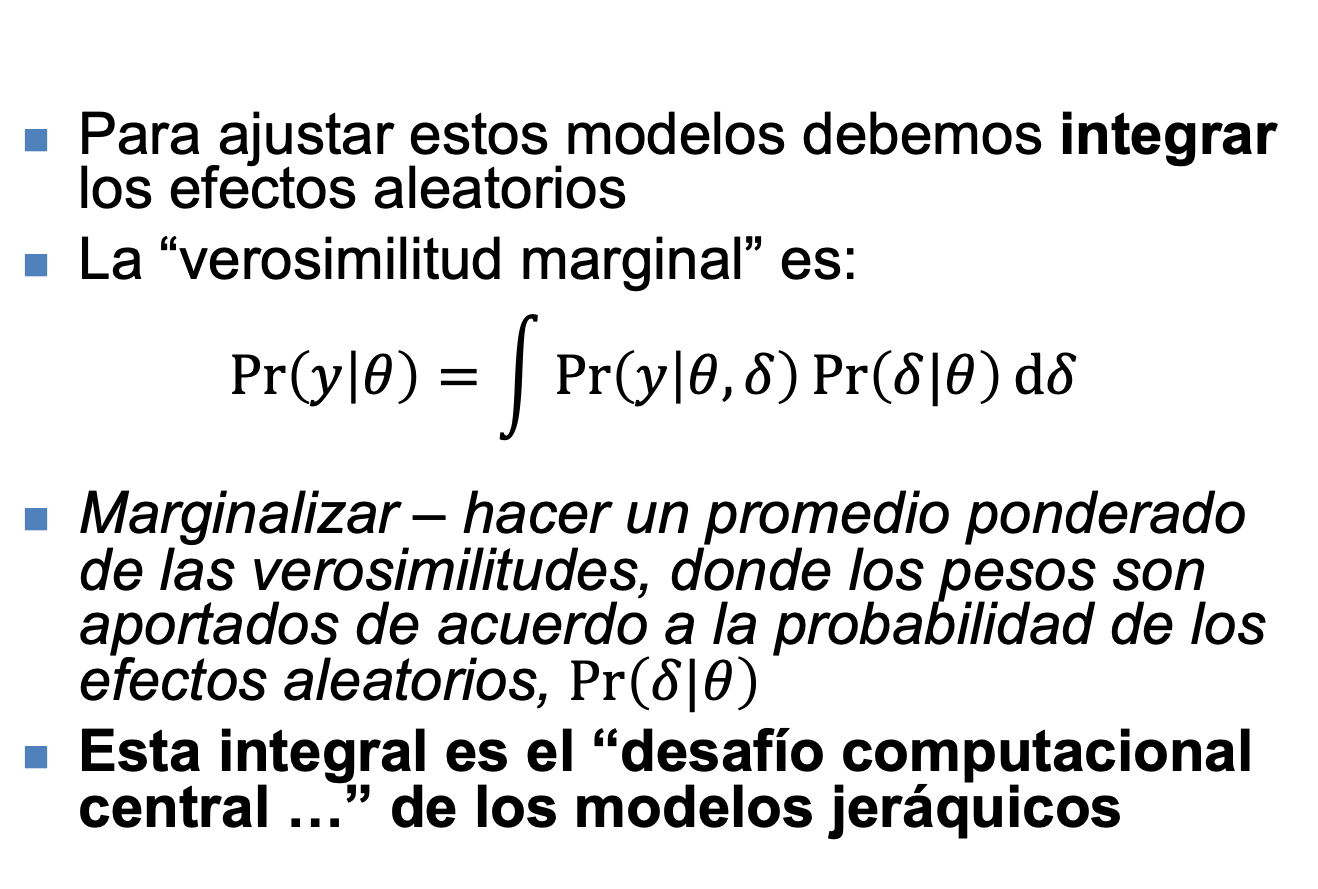 Para ajustar estos modelos debemos integrar
los efectos aleatorios
La “verosimilitud marginal” es:
Pr(𝑦|𝜃) = ∫ Pr(𝑦|𝜃, 𝛿) Pr(𝛿|𝜃) d𝛿
Marginalizar – hacer un promedio ponderado
de las verosimilitudes, donde los pesos son
aportados de acuerdo a la probabilidad de los
efectos aleatorios, Pr(𝛿|𝜃)
Esta integral es el “desafío computacional
central …” de los modelos jeráquicos